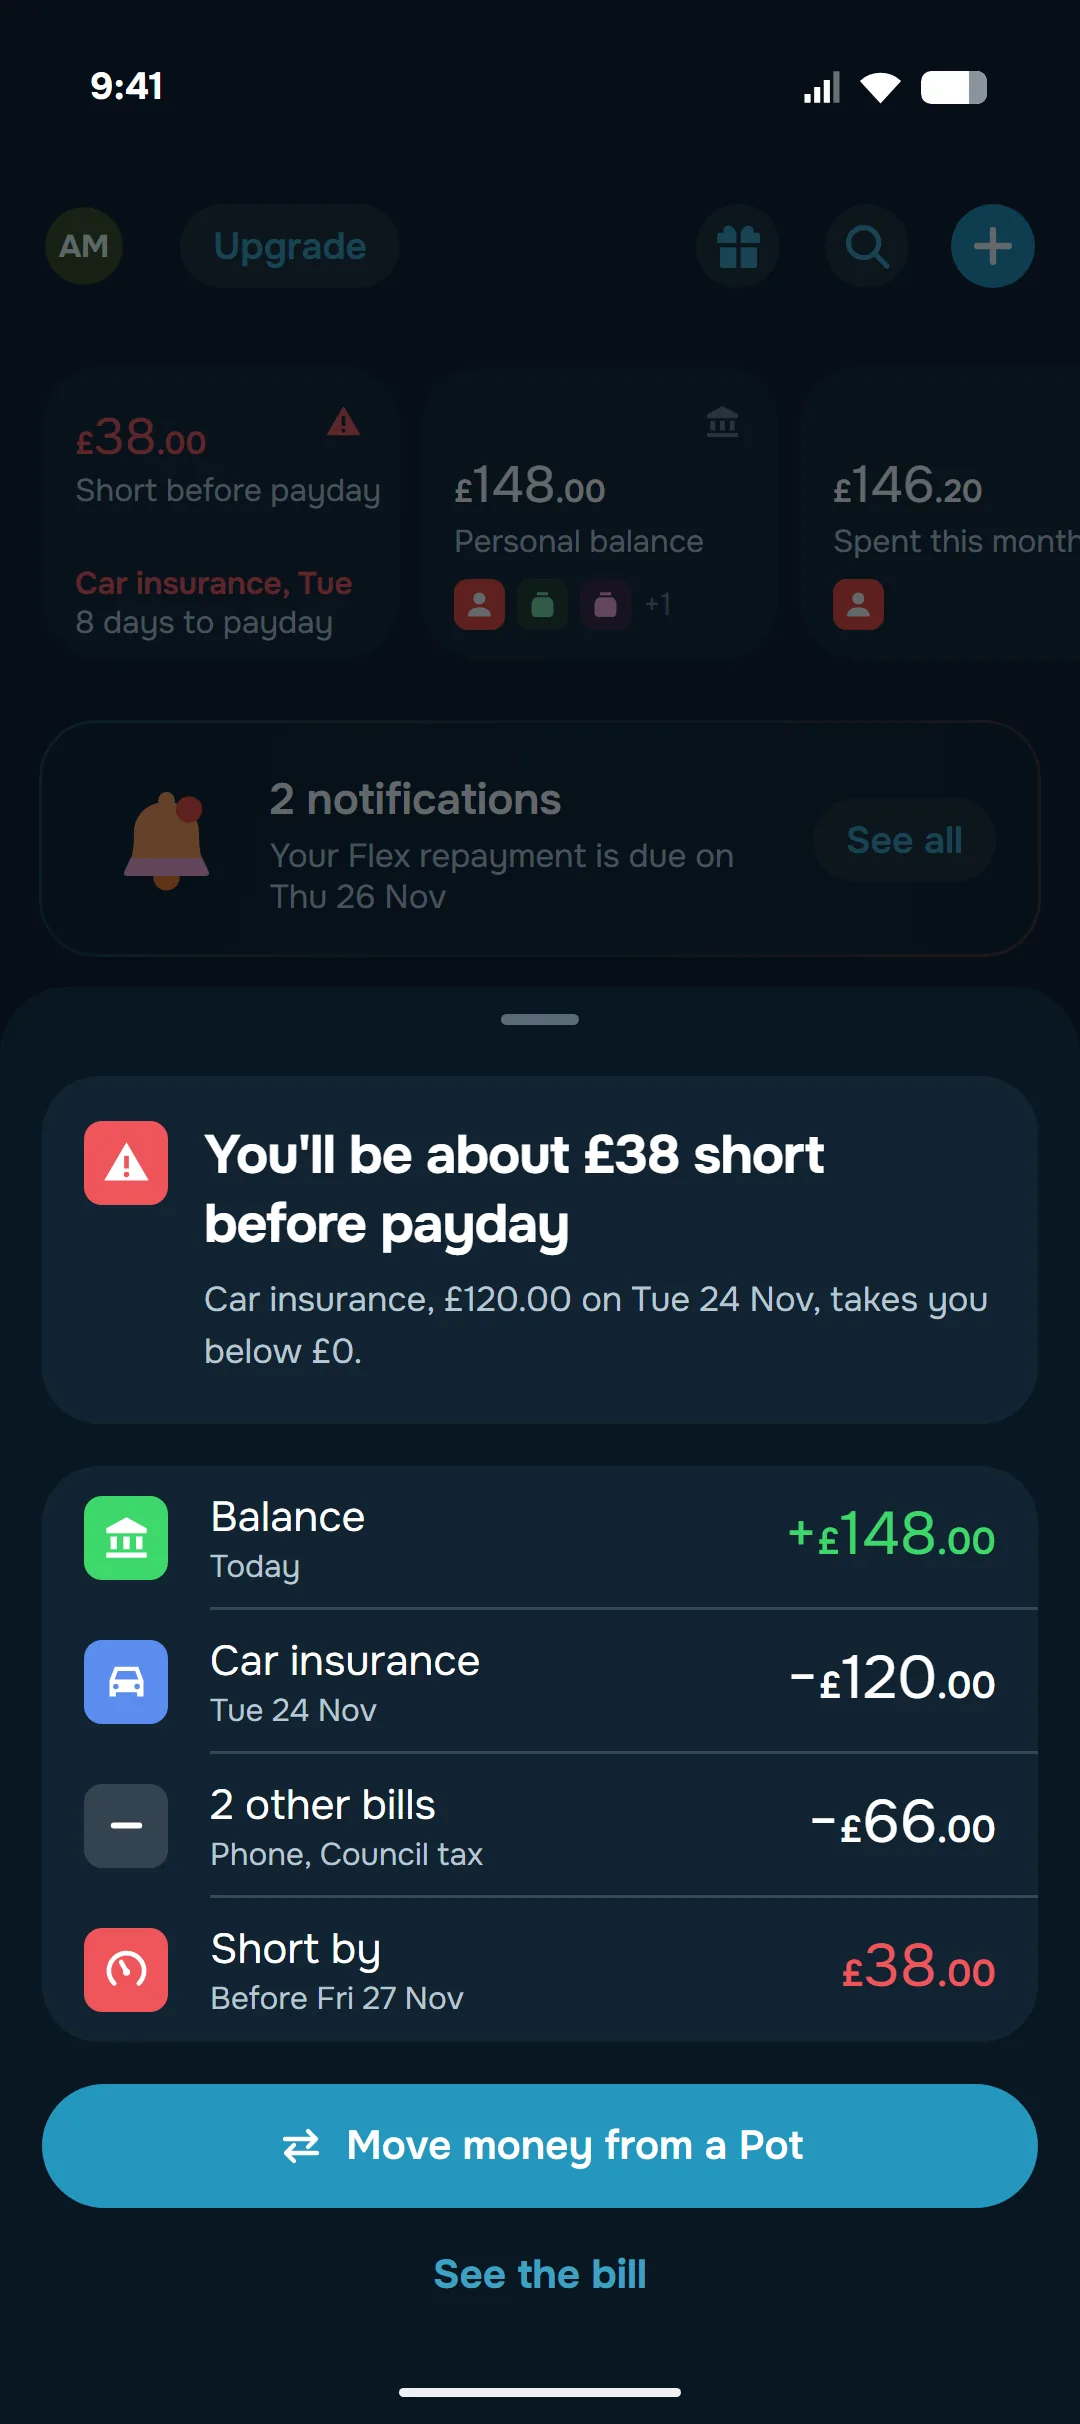 9:41
AM
Upgrade
£38.00
Short before payday
Car insurance, Tue
8 days to payday
£148.00
Personal balance
+1
£146.20
Spent this month
2 notifications
Your Flex repayment is due on
Thu 26 Nov
See all
You'll be about £38 short
before payday
Car insurance, £120.00 on Tue 24 Nov, takes you
below £0.
Balance
Today
+£148.00
Car insurance
Tue 24 Nov
-£120.00
2 other bills
Phone, Council tax
-£66.00
Short by
Before Fri 27 Nov
£38.00
Move money from a Pot
See the bill